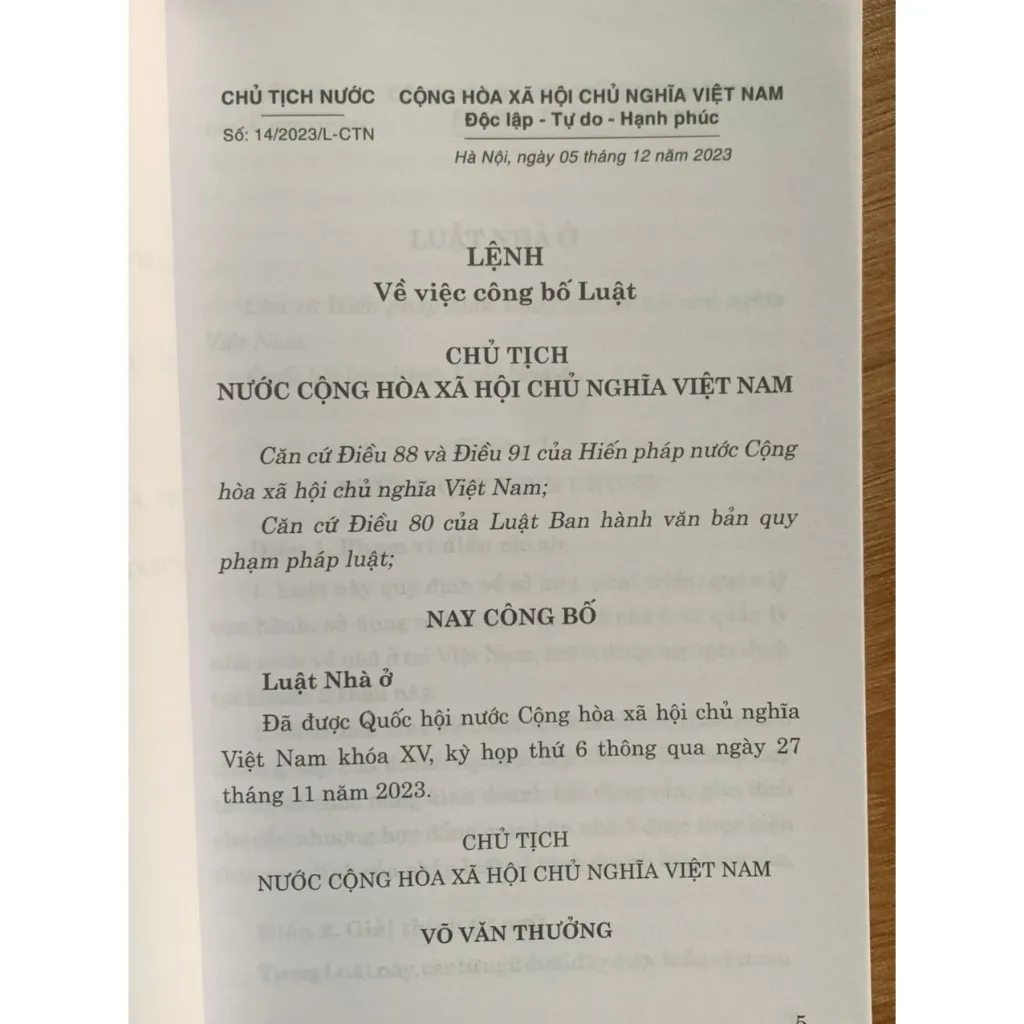 CHỦ TỊCH NƯỚC
Số: 14/2023/L-CTN
CỘNG HÒA XÃ HỘI CHỦ NGHĨA VIỆT NAM
Độc lập - Tự do - Hạnh phúc
Hà Nội, ngày 05 tháng 12 năm 2023
LỆNH
Về việc công bố Luật
CHỦ TỊCH
NƯỚC CỘNG HÒA XÃ HỘI CHỦ NGHĨA VIỆT NAM
Căn cứ Điều 88 và Điều 91 của Hiến pháp nước Cộng
hòa xã hội chủ nghĩa Việt Nam;
Căn cứ Điều 80 của Luật Ban hành văn bản quy
phạm pháp luật;
NAY CÔNG BỐ
Luật Nhà ở
Đã được Quốc hội nước Cộng hòa xã hội chủ nghĩa
Việt Nam khóa XV, kỳ họp thứ 6 thông qua ngày 27
tháng 11 năm 2023.
CHỦ TỊCH
NƯỚC CỘNG HÒA XÃ HỘI CHỦ NGHĨA VIỆT NAM
VÕ VĂN THƯỞNG
5